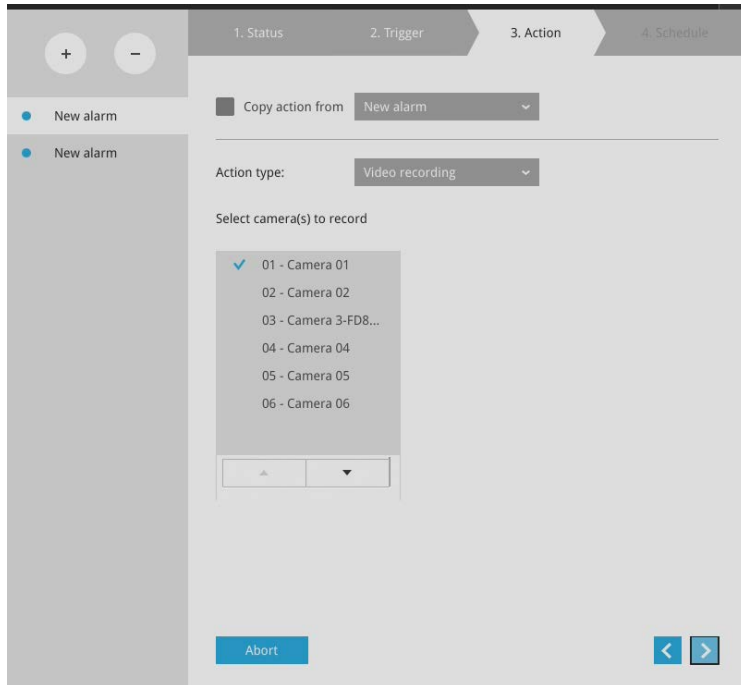 1. Status
2. Trigger
3. Action
4. Schedule
New alarm
New alarm
Copy action from New alarm
Action type: Video recording
Select camera(s) to record
01 - Camera 01
02 - Camera 02
03 - Camera 3-FD8...
04 - Camera 04
05 - Camera 05
06 - Camera 06
Abort